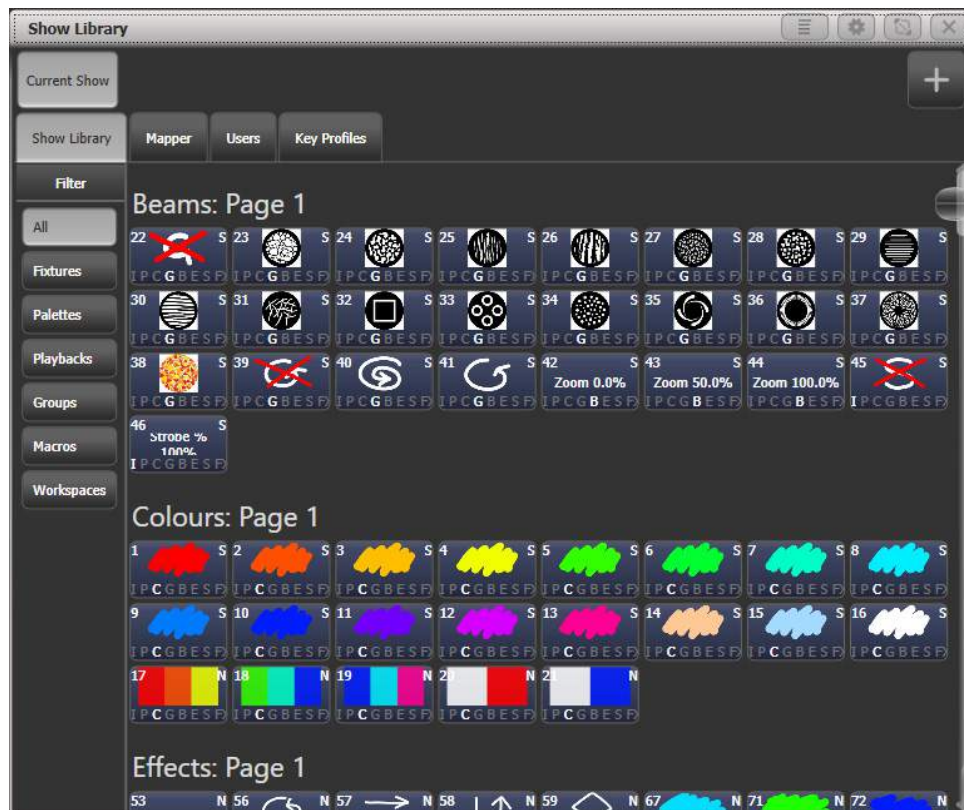 Show Library
Current Show
Show Library Mapper Users Key Profiles
Filter
All
Fixtures
Palettes
Playbacks
Groups
Macros
Workspaces
Beams: Page 1
22 S 23 S 24 S 25 S 26 S 27 S 28 S 29 S
IPCGBESF IPCGBESF IPCGBESF IPCGBESF IPCGBESF IPCGBESF IPCGBESF IPCGBESF
30 S 31 S 32 S 33 S 34 S 35 S 36 S 37 S
IPCGBESF IPCGBESF IPCGBESF IPCGBESF IPCGBESF IPCGBESF IPCGBESF IPCGBESF
38 S 39 S 40 S 41 S 42 S 43 S 44 S 45 S
Zoom 0.0% Zoom 50.0% Zoom 100.0%
IPCGBESF IPCGBESF IPCGBESF IPCGBESF IPCGBESF IPCGBESF IPCGBESF IPCGBESF
46 S
Strobe %
100%
IPCGBESF
Colours: Page 1
1 S 2 S 3 S 4 S 5 S 6 S 7 S 8 S
IPCGBESF IPCGBESF IPCGBESF IPCGBESF IPCGBESF IPCGBESF IPCGBESF IPCGBESF
9 S 10 S 11 S 12 S 13 S 14 S 15 S 16 S
IPCGBESF IPCGBESF IPCGBESF IPCGBESF IPCGBESF IPCGBESF IPCGBESF IPCGBESF
17 N 18 N 19 N 20 N 21 N
IPCGBESF IPCGBESF IPCGBESF IPCGBESF IPCGBESF
Effects: Page 1
53 N 56 N 57 N 58 N 59 N 67 N 71 N 72 N